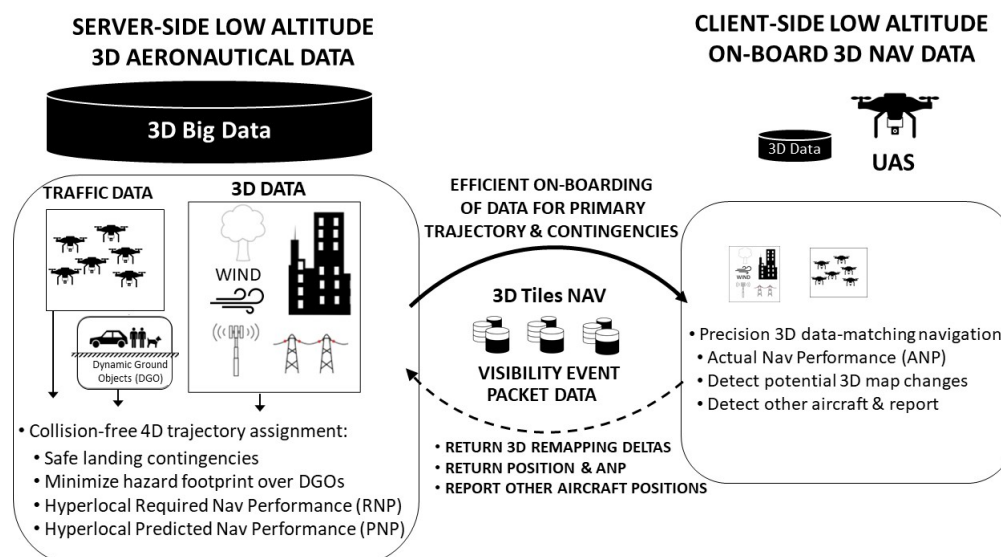 SERVER-SIDE LOW ALTITUDE
3D AERONAUTICAL DATA
3D Big Data
TRAFFIC DATA
3D DATA
WIND
Dynamic Ground
Objects (DGO)
• Collision-free 4D trajectory assignment:
• Safe landing contingencies
• Minimize hazard footprint over DGOs
• Hyperlocal Required Nav Performance (RNP)
• Hyperlocal Predicted Nav Performance (PNP)
EFFICIENT ON-BOARDING
OF DATA FOR PRIMARY
TRAJECTORY & CONTINGENCIES
3D Tiles NAV
VISIBILITY EVENT
PACKET DATA
• RETURN 3D REMAPPING DELTAS
• RETURN POSITION & ANP
• REPORT OTHER AIRCRAFT POSITIONS
CLIENT-SIDE LOW ALTITUDE
ON-BOARD 3D NAV DATA
3D Data
UAS
WIND
• Precision 3D data-matching navigation
• Actual Nav Performance (ANP)
• Detect potential 3D map changes
• Detect other aircraft & report